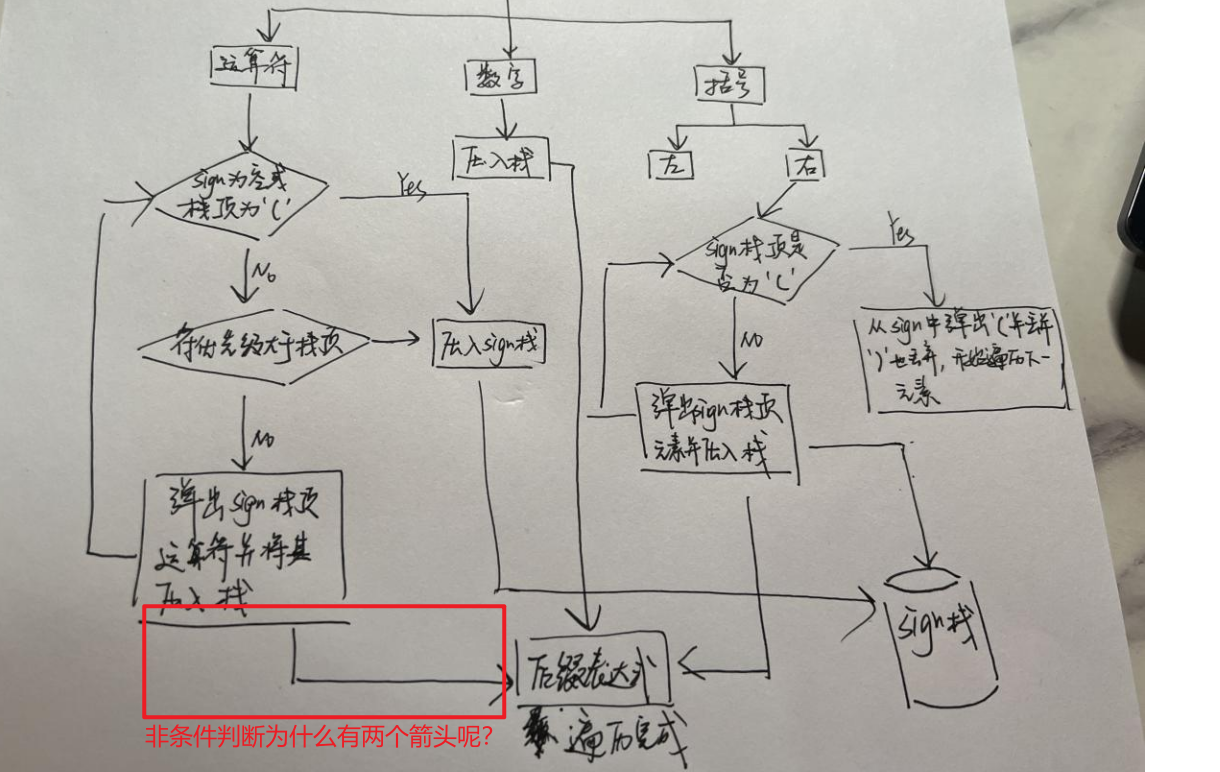 运算符
数字
括号
压入栈
左
右
sign为空或
栈顶为'('
Yes
sign栈顶是
否为'('
Yes
No
符优先级大于栈顶
压入sign栈
No
从sign中弹出'('并丢弃
')'也丢弃，开始遍历下一
元素
弹出sign栈顶
元素并压入栈
No
弹出sign栈顶
运算符并将其
压入栈
sign栈
后缀表达式
遍历完成
非条件判断为什么有两个箭头呢？